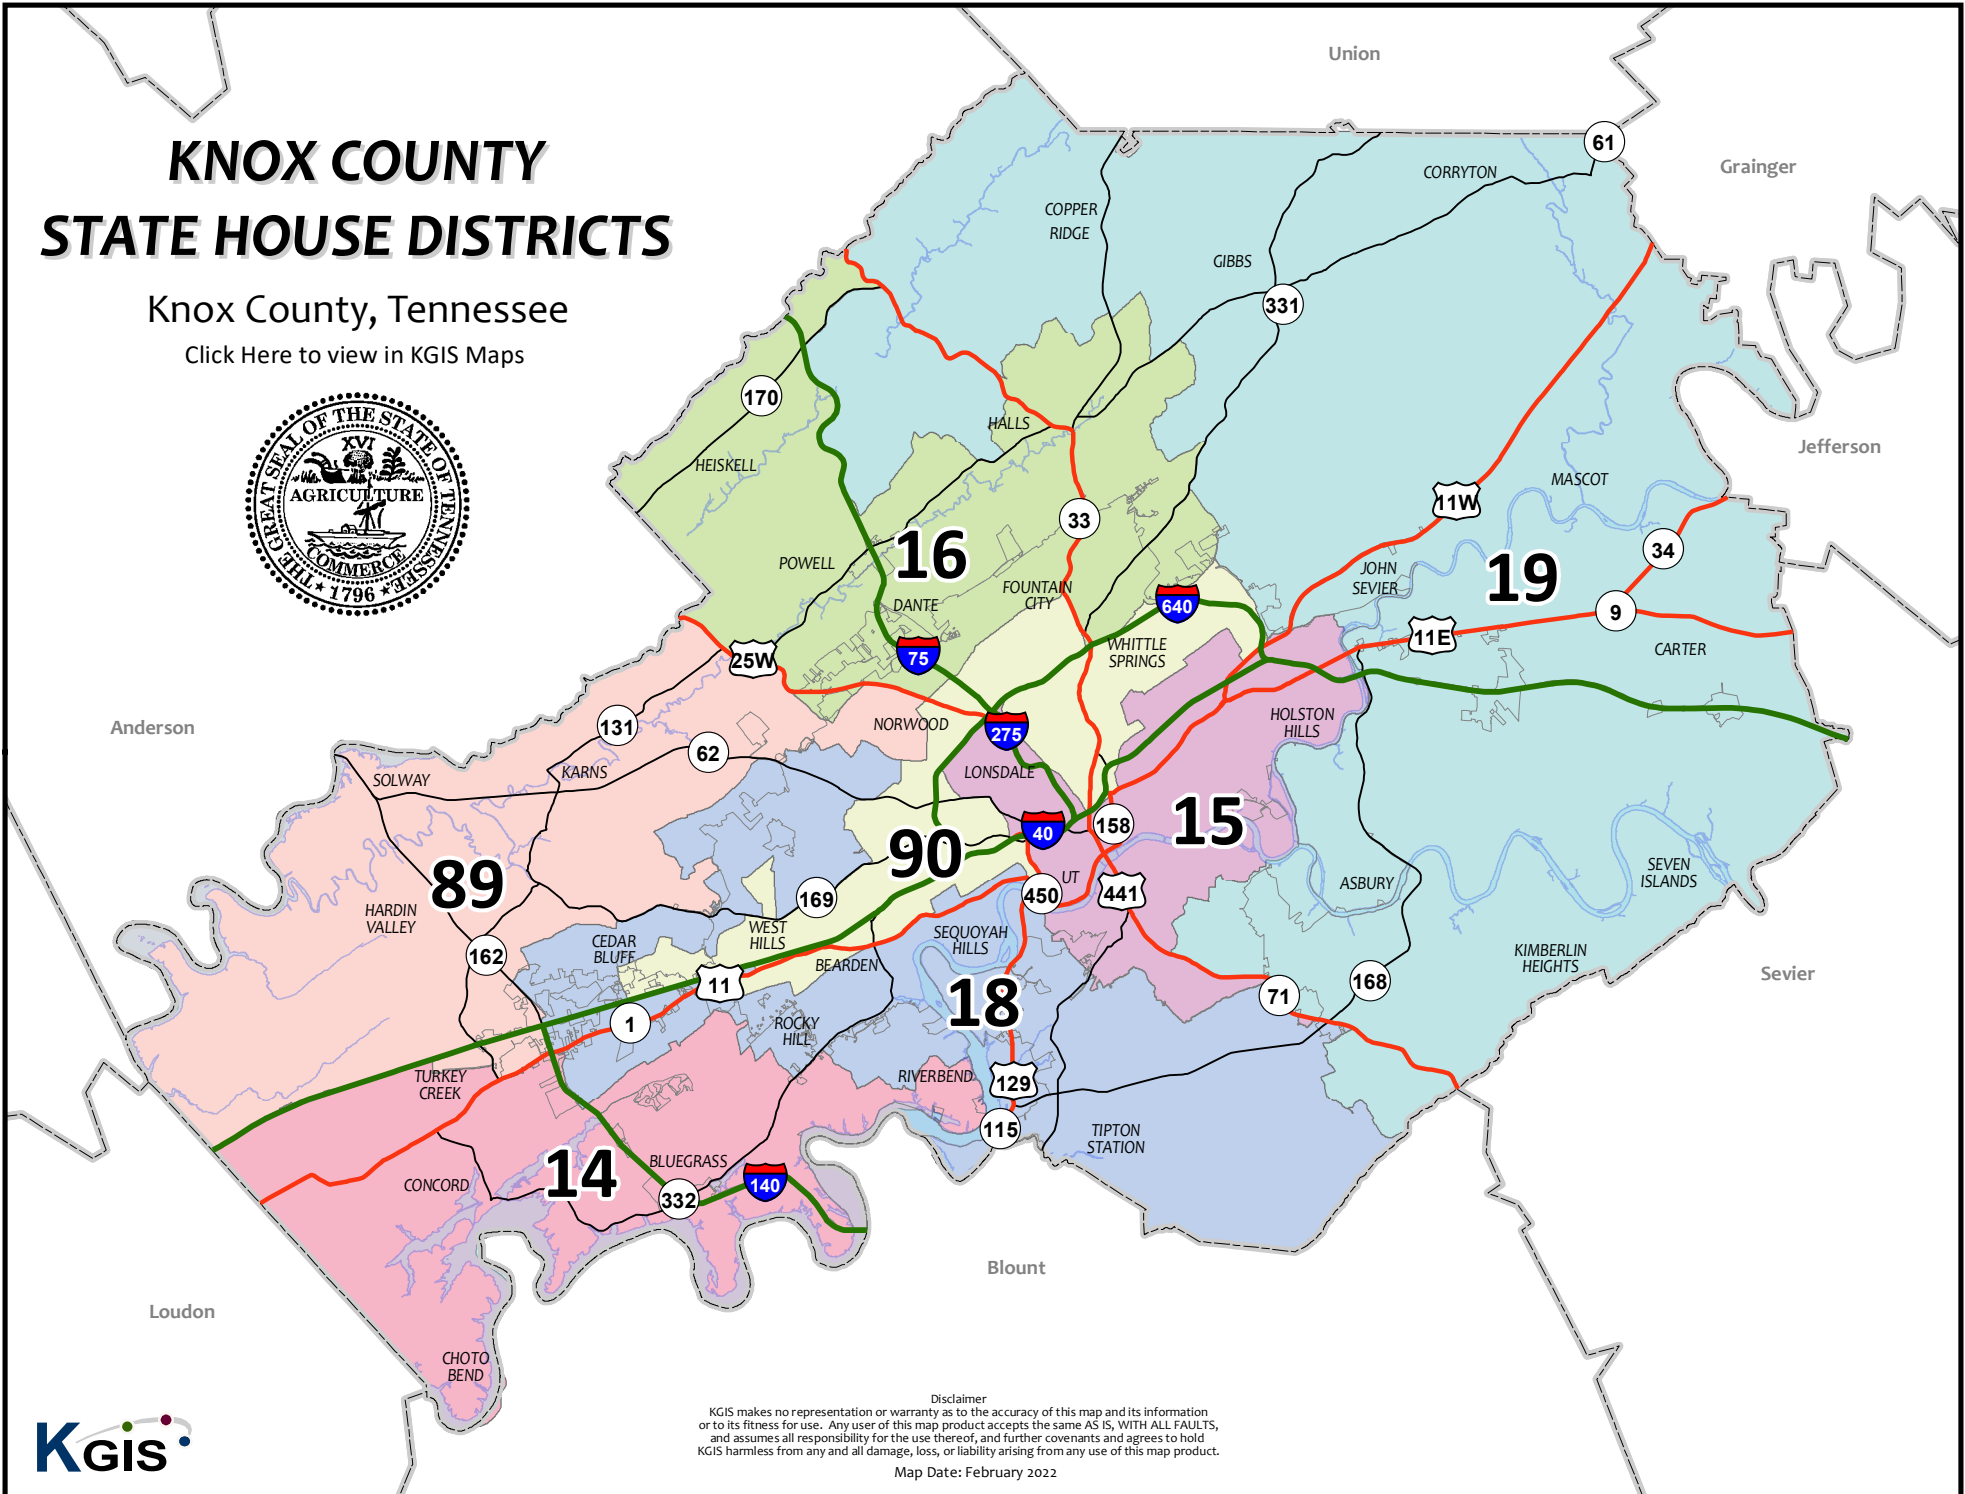 KNOX COUNTY
STATE HOUSE DISTRICTS
Knox County, Tennessee
Click Here to view in KGIS Maps
THE GREAT SEAL OF THE STATE OF TENNESSEE
XVI
AGRICULTURE
COMMERCE
1796
Union
Grainger
Jefferson
Sevier
Blount
Loudon
Anderson
61
CORRYTON
COPPER
RIDGE
GIBBS
331
170
HALLS
HEISKELL
MASCOT
11W
33
34
16
19
POWELL
JOHN
SEVIER
FOUNTAIN
CITY
DANTE
640
9
11E
WHITTLE
SPRINGS
CARTER
25W
75
NORWOOD
HOLSTON
HILLS
131
275
62
KARNS
SOLWAY
LONSDALE
15
158
40
90
89
SEVEN
ISLANDS
ASBURY
UT
441
450
169
HARDIN
VALLEY
WEST
HILLS
SEQUOYAH
HILLS
CEDAR
BLUFF
162
BEARDEN
KIMBERLIN
HEIGHTS
11
168
71
18
1
ROCKY
HILL
TURKEY
CREEK
RIVERBEND
129
115
TIPTON
STATION
BLUEGRASS
14
CONCORD
140
332
CHOTO
BEND
KGIS
Disclaimer
KGIS makes no representation or warranty as to the accuracy of this map and its information
or to its fitness for use. Any user of this map product accepts the same AS IS, WITH ALL FAULTS,
and assumes all responsibility for the use thereof, and further covenants and agrees to hold
KGIS harmless from any and all damage, loss, or liability arising from any use of this map product.
Map Date: February 2022